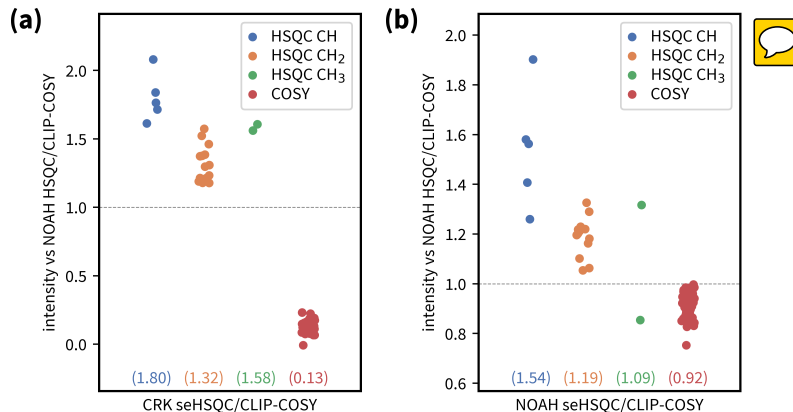 (a)
intensity vs NOAH HSQC/CLIP-COSY
2.0
1.5
1.0
0.5
0.0
HSQC CH
HSQC CH₂
HSQC CH₃
COSY
(1.80) (1.32) (1.58) (0.13)
CRK seHSQC/CLIP-COSY
(b)
intensity vs NOAH HSQC/CLIP-COSY
2.0
1.8
1.6
1.4
1.2
1.0
0.8
0.6
HSQC CH
HSQC CH₂
HSQC CH₃
COSY
(1.54) (1.19) (1.09) (0.92)
NOAH seHSQC/CLIP-COSY